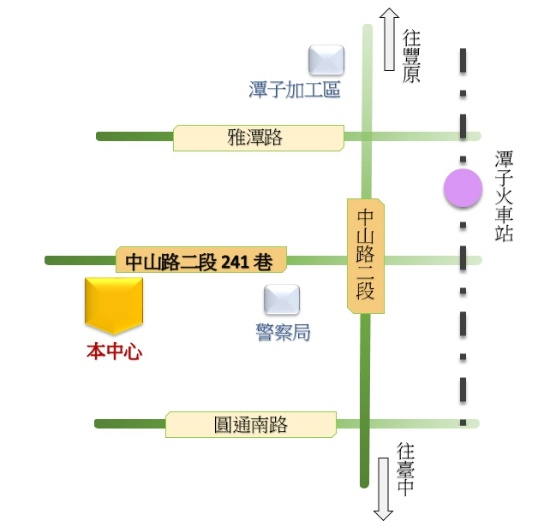 往豐原
潭子加工區
雅潭路
潭子火車站
中山路二段
中山路二段 241 巷
警察局
本中心
圓通南路
往臺中